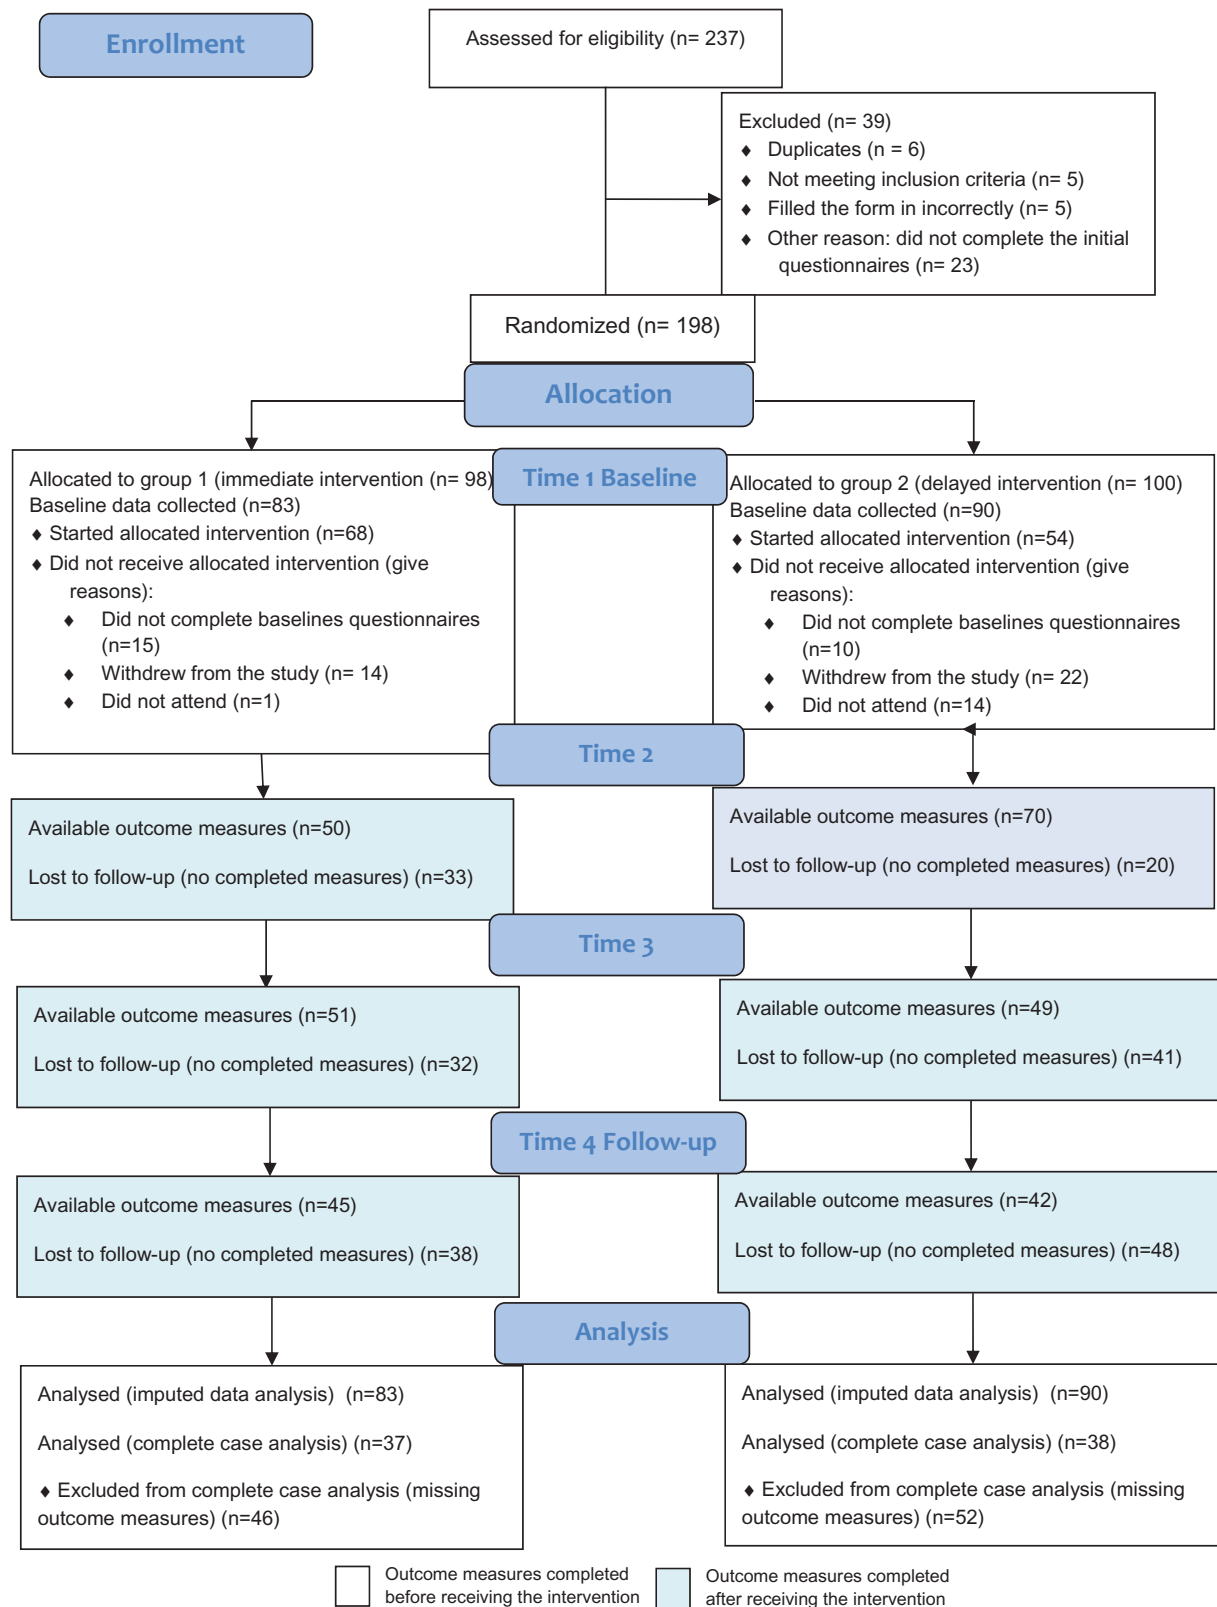 Enrollment
Assessed for eligibility (n= 237)
Excluded (n= 39)
♦ Duplicates (n = 6)
♦ Not meeting inclusion criteria (n= 5)
♦ Filled the form in incorrectly (n= 5)
♦ Other reason: did not complete the initial
questionnaires (n= 23)
Randomized (n= 198)
Allocation
Time 1 Baseline
Allocated to group 1 (immediate intervention (n= 98)
Baseline data collected (n=83)
♦ Started allocated intervention (n=68)
♦ Did not receive allocated intervention (give
reasons):
♦ Did not complete baselines questionnaires
(n=15)
♦ Withdrew from the study (n= 14)
♦ Did not attend (n=1)
Allocated to group 2 (delayed intervention (n= 100)
Baseline data collected (n=90)
♦ Started allocated intervention (n=54)
♦ Did not receive allocated intervention (give
reasons):
♦ Did not complete baselines questionnaires
(n=10)
♦ Withdrew from the study (n= 22)
♦ Did not attend (n=14)
Time 2
Available outcome measures (n=50)
Lost to follow-up (no completed measures) (n=33)
Available outcome measures (n=70)
Lost to follow-up (no completed measures) (n=20)
Time 3
Available outcome measures (n=51)
Lost to follow-up (no completed measures) (n=32)
Available outcome measures (n=49)
Lost to follow-up (no completed measures) (n=41)
Time 4 Follow-up
Available outcome measures (n=45)
Lost to follow-up (no completed measures) (n=38)
Available outcome measures (n=42)
Lost to follow-up (no completed measures) (n=48)
Analysis
Analysed (imputed data analysis) (n=83)
Analysed (complete case analysis) (n=37)
♦ Excluded from complete case analysis (missing
outcome measures) (n=46)
Analysed (imputed data analysis) (n=90)
Analysed (complete case analysis) (n=38)
♦ Excluded from complete case analysis (missing
outcome measures) (n=52)
Outcome measures completed
before receiving the intervention
Outcome measures completed
after receiving the intervention